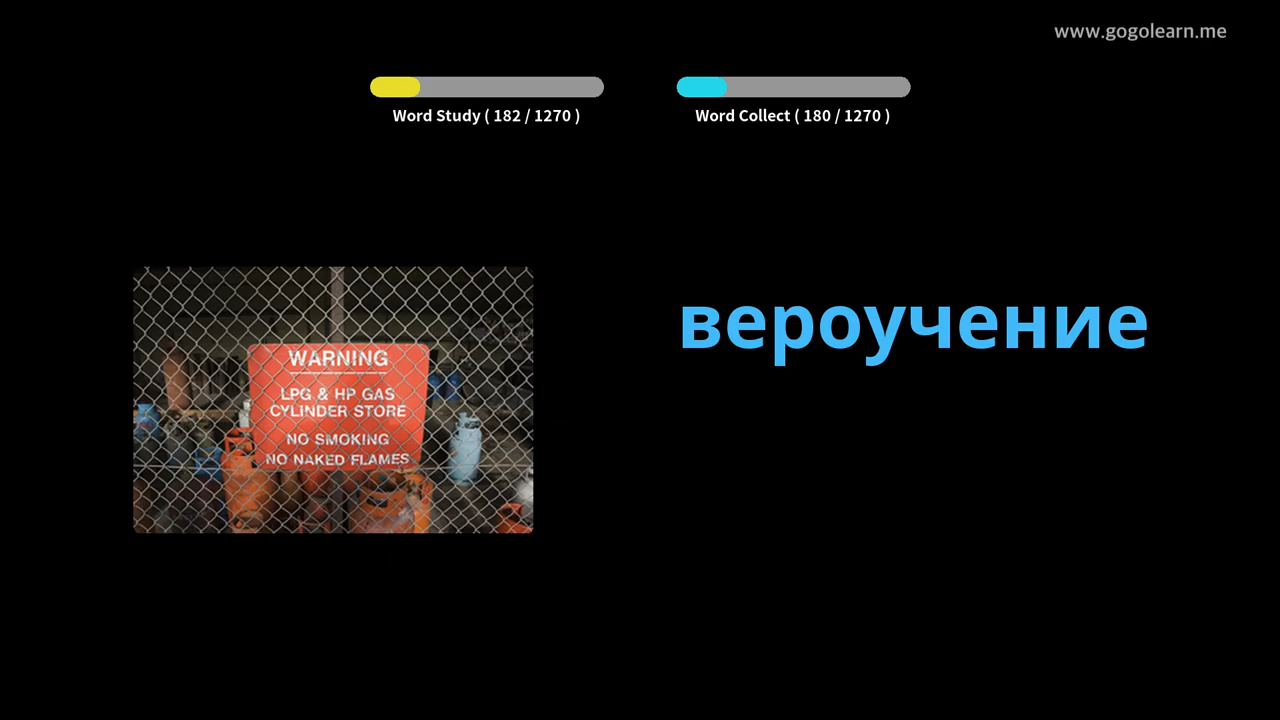 www.gogolearn.me
Word Study ( 182 / 1270 )
Word Collect ( 180 / 1270 )
вероучение
WARNING
LPG & HP GAS
CYLINDER STORE
NO SMOKING
NO NAKED FLAMES